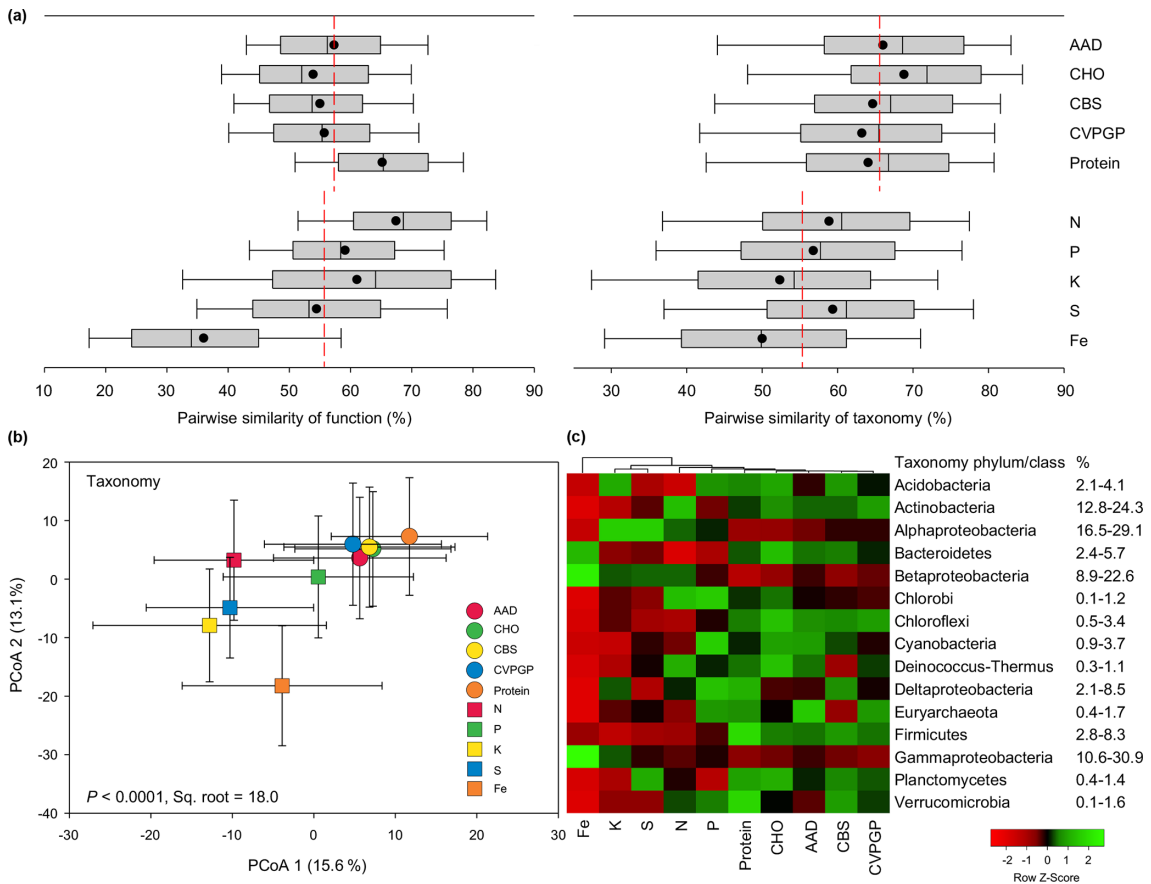 (a)
AAD
CHO
CBS
CVPGP
Protein
N
P
K
S
Fe
10 20 30 40 50 60 70 80 90
30 40 50 60 70 80 90
Pairwise similarity of function (%)
Pairwise similarity of taxonomy (%)
(b)
Taxonomy
20
10
0
-10
-20
-30
-40
PCoA 2 (13.1%)
AAD
CHO
CBS
CVPGP
Protein
N
P
K
S
Fe
P < 0.0001, Sq. root = 18.0
-30 -20 -10 0 10 20 30
PCoA 1 (15.6 %)
(c)
Taxonomy phylum/class %
Acidobacteria 2.1-4.1
Actinobacteria 12.8-24.3
Alphaproteobacteria 16.5-29.1
Bacteroidetes 2.4-5.7
Betaproteobacteria 8.9-22.6
Chlorobi 0.1-1.2
Chloroflexi 0.5-3.4
Cyanobacteria 0.9-3.7
Deinococcus-Thermus 0.3-1.1
Deltaproteobacteria 2.1-8.5
Euryarchaeota 0.4-1.7
Firmicutes 2.8-8.3
Gammaproteobacteria 10.6-30.9
Planctomycetes 0.4-1.4
Verrucomicrobia 0.1-1.6
Fe K S N P Protein CHO AAD CBS CVPGP
-2 -1 0 1 2
Row Z-Score